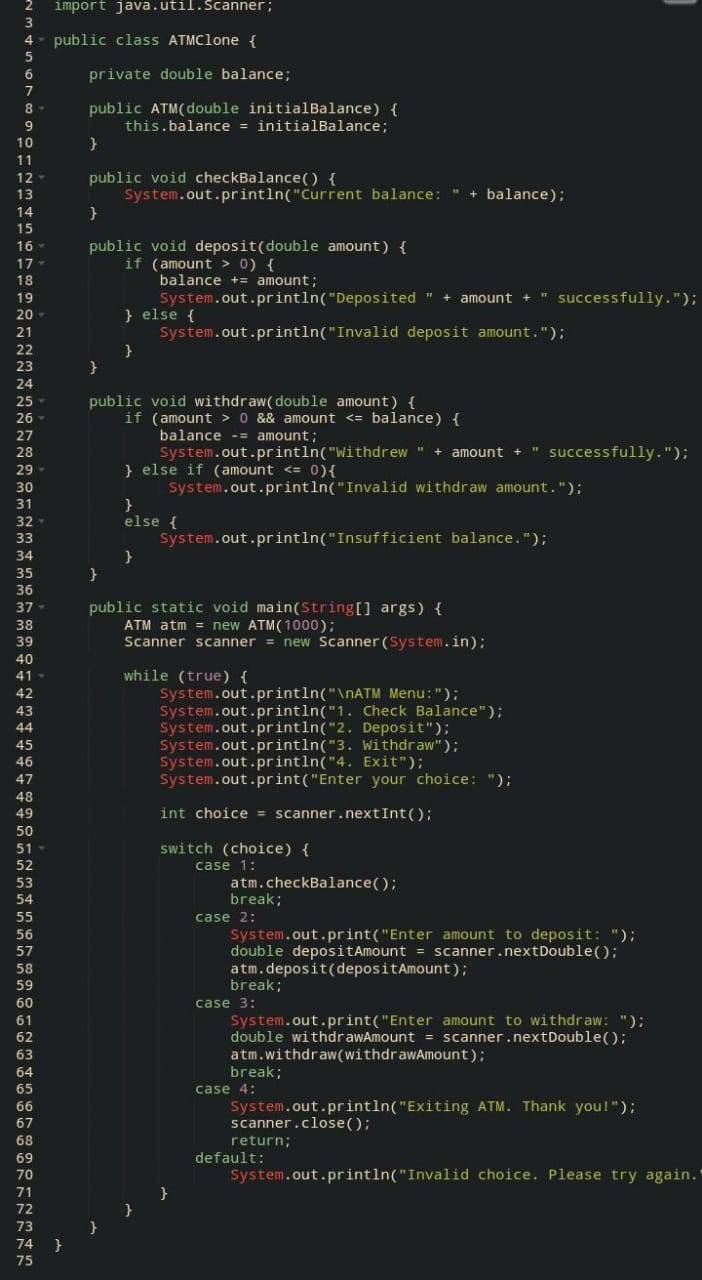 2 import java.util.Scanner;
3
4 public class ATMClone {
5
6     private double balance;
7
8     public ATM(double initialBalance) {
9         this.balance = initialBalance;
10     }
11
12     public void checkBalance() {
13         System.out.println("Current balance: " + balance);
14     }
15
16     public void deposit(double amount) {
17         if (amount > 0) {
18             balance += amount;
19             System.out.println("Deposited " + amount + " successfully.");
20         } else {
21             System.out.println("Invalid deposit amount.");
22         }
23     }
24
25     public void withdraw(double amount) {
26         if (amount > 0 && amount <= balance) {
27             balance -= amount;
28             System.out.println("Withdrew " + amount + " successfully.");
29         } else if (amount <= 0){
30              System.out.println("Invalid withdraw amount.");
31         }
32         else {
33             System.out.println("Insufficient balance.");
34         }
35     }
36
37     public static void main(String[] args) {
38         ATM atm = new ATM(1000);
39         Scanner scanner = new Scanner(System.in);
40
41         while (true) {
42             System.out.println("\nATM Menu:");
43             System.out.println("1. Check Balance");
44             System.out.println("2. Deposit");
45             System.out.println("3. Withdraw");
46             System.out.println("4. Exit");
47             System.out.print("Enter your choice: ");
48
49             int choice = scanner.nextInt();
50
51             switch (choice) {
52                 case 1:
53                     atm.checkBalance();
54                     break;
55                 case 2:
56                     System.out.print("Enter amount to deposit: ");
57                     double depositAmount = scanner.nextDouble();
58                     atm.deposit(depositAmount);
59                     break;
60                 case 3:
61                     System.out.print("Enter amount to withdraw: ");
62                     double withdrawAmount = scanner.nextDouble();
63                     atm.withdraw(withdrawAmount);
64                     break;
65                 case 4:
66                     System.out.println("Exiting ATM. Thank you!");
67                     scanner.close();
68                     return;
69                 default:
70                     System.out.println("Invalid choice. Please try again.
71             }
72         }
73     }
74 }
75